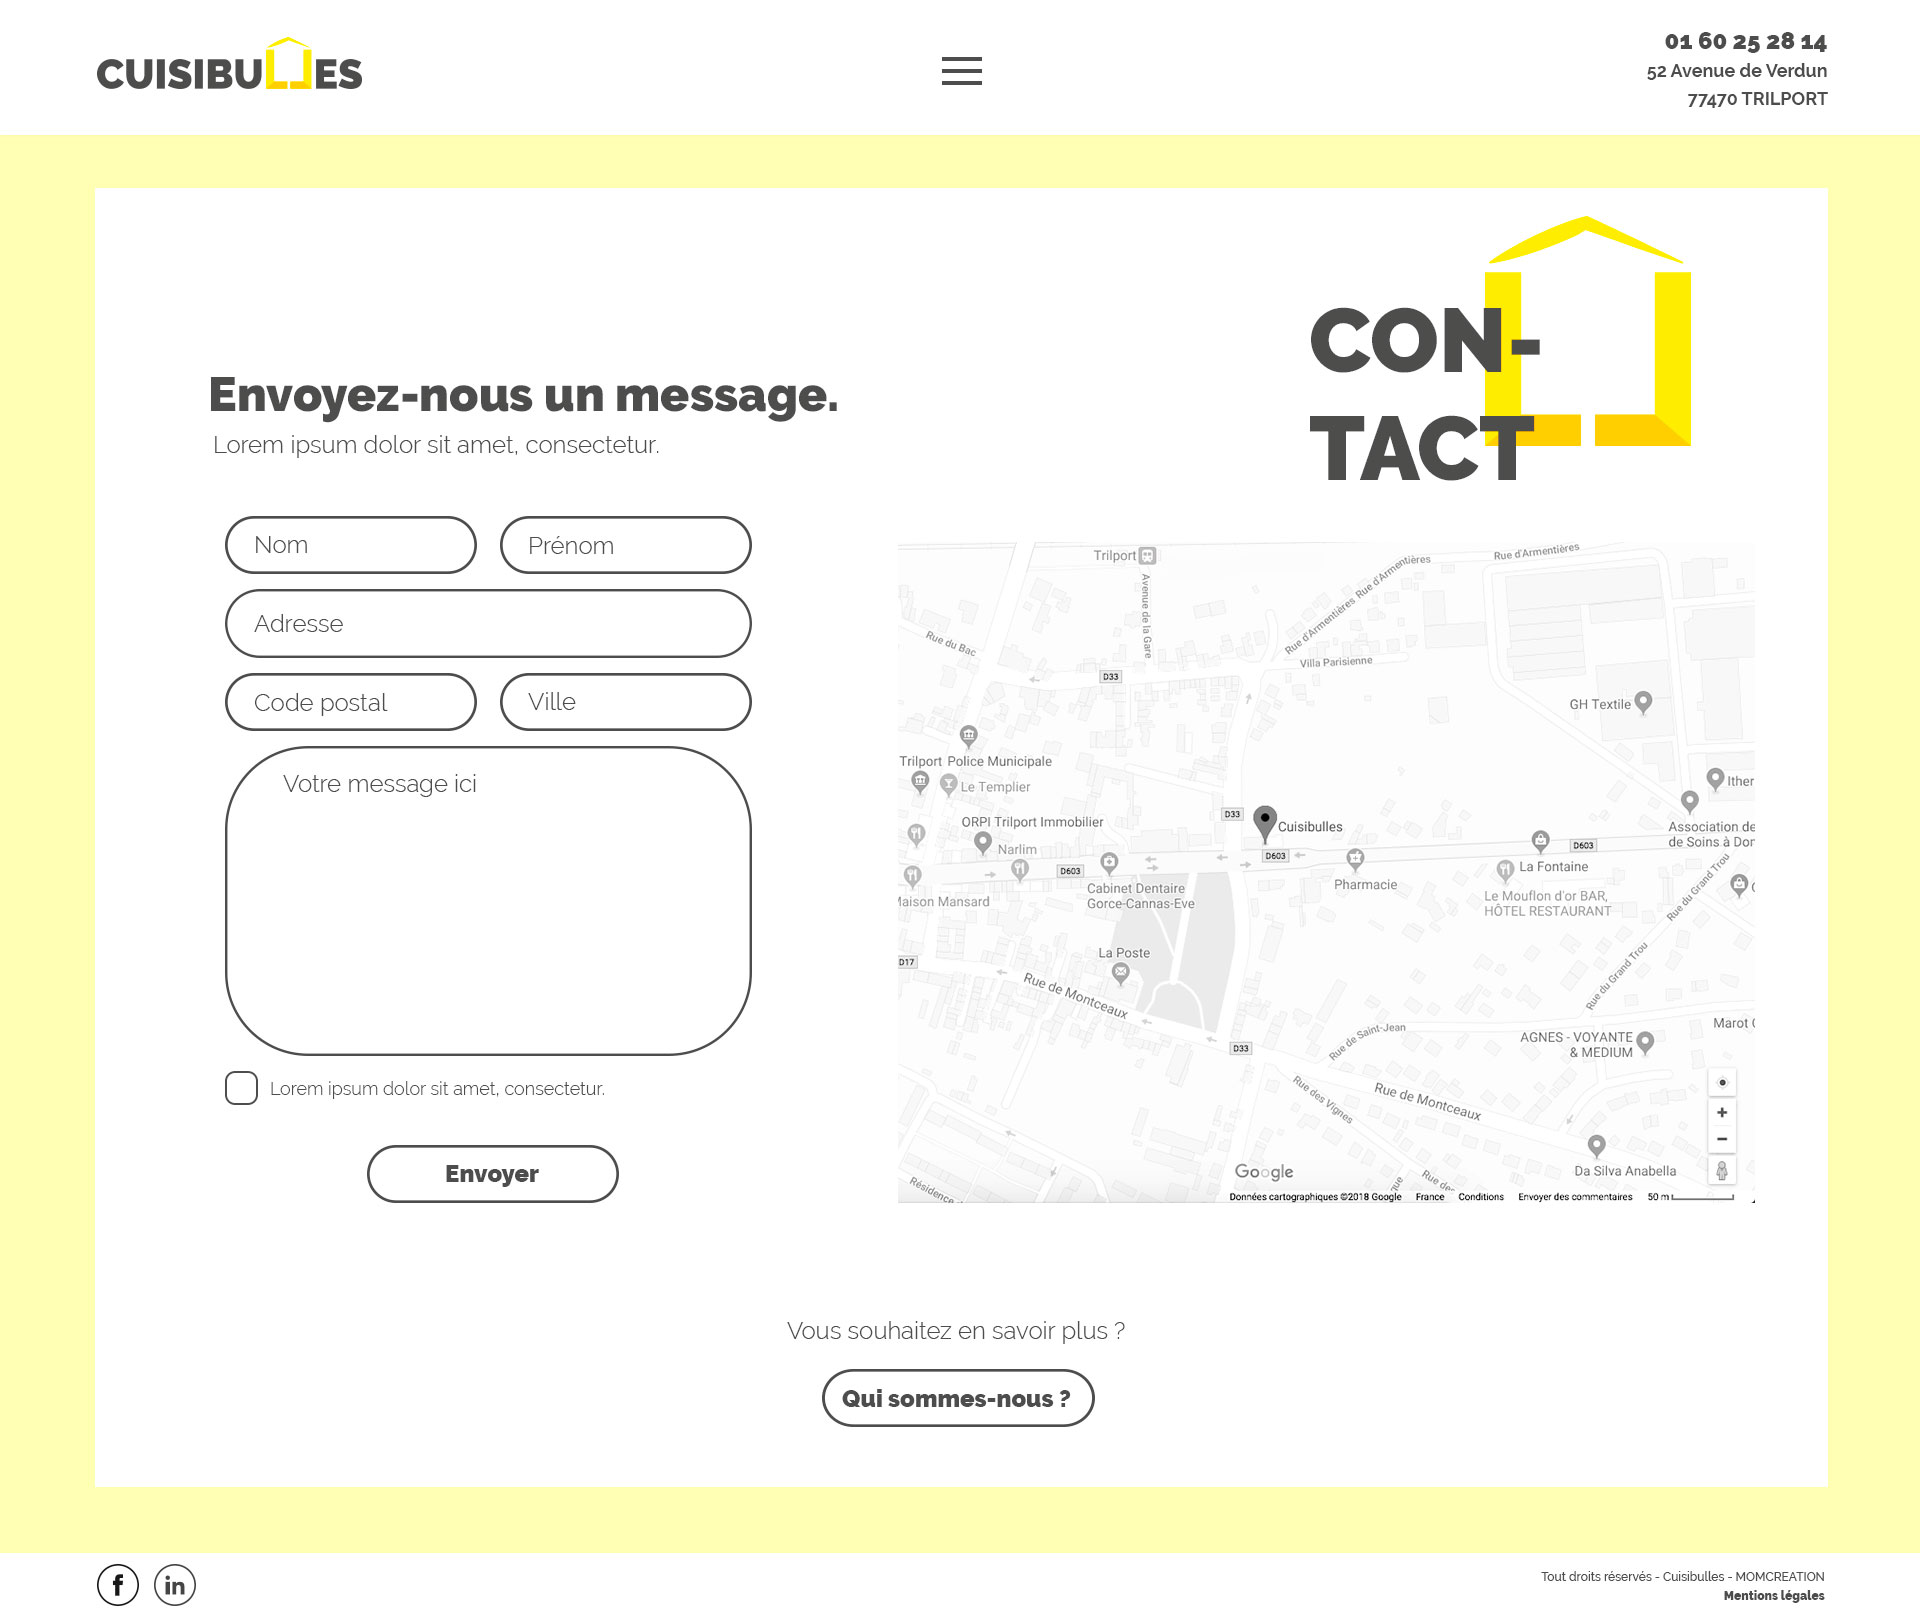 CUISIBULLES
01 60 25 28 14
52 Avenue de Verdun
77470 TRILPORT
CON-
TACT
Envoyez-nous un message.
Lorem ipsum dolor sit amet, consectetur.
Nom
Prénom
Adresse
Code postal
Ville
Votre message ici
Lorem ipsum dolor sit amet, consectetur.
Envoyer
Trilport
Avenue de la Gare
Rue d'Armentières
Rue d'Armentières
Rue d'Armentières
Rue du Bac
Villa Parisienne
D33
GH Textile
Trilport
Police Municipale
Le Templier
Ither
ORPI Trilport Immobilier
D33
Cuisibulles
Association de
de Soins à Dor
Narlim
D603
D603
La Fontaine
D603
Pharmacie
Cabinet Dentaire
Gorce-Cannas-Eve
Maison Mansard
Le Mouflon d'or BAR,
HÔTEL RESTAURANT
Rue du Grand Trou
La Poste
D17
Rue de Montceaux
Rue du Grand Trou
Rue de Saint-Jean
Marot C
AGNES - VOYANTE
& MEDIUM
D33
Rue des Vignes
Rue de Montceaux
+
−
Da Silva Anabella
Google
Résidence
Rue des
que
Données cartographiques ©2018 Google
France
Conditions
Envoyer des commentaires
50 m
Vous souhaitez en savoir plus ?
Qui sommes-nous ?
f
in
Tout droits réservés - Cuisibulles - MOMCREATION
Mentions légales